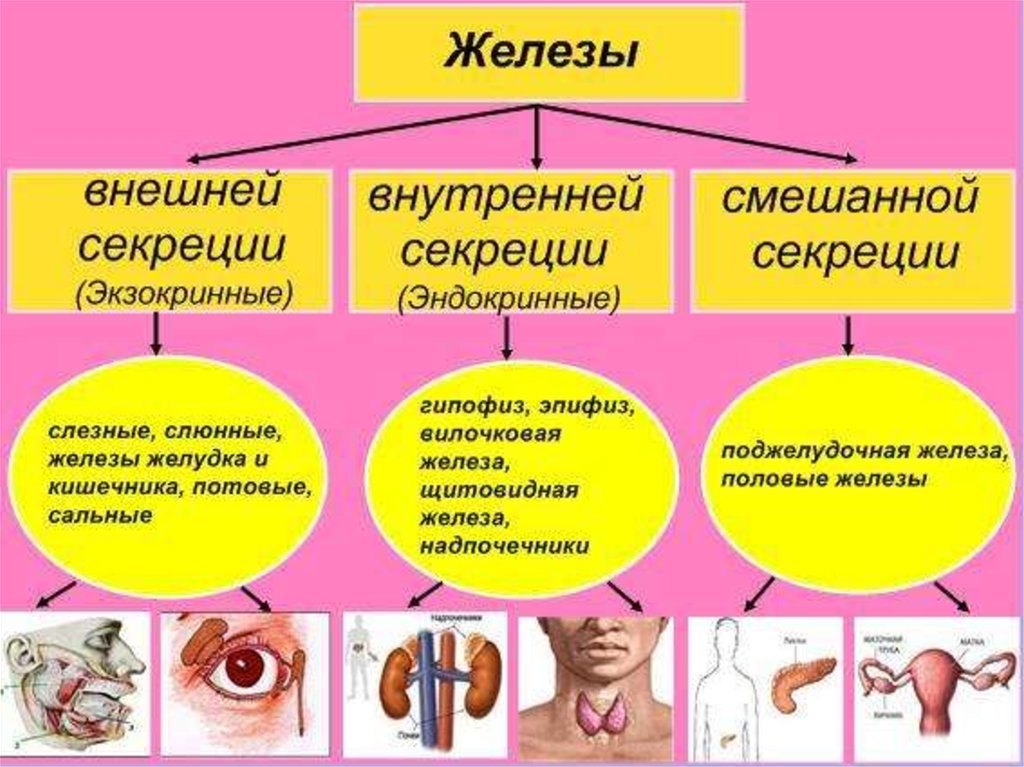 Железы
внешней
секреции
(Экзокринные)
внутренней
секреции
(Эндокринные)
смешанной
секреции
слезные, слюнные,
железы желудка и
кишечника, потовые,
сальные
гипофиз, эпифиз,
вилочковая
железа,
щитовидная
железа,
надпочечники
поджелудочная железа,
половые железы
Надпочечники
Почки
МАТОЧНАЯ
ТРУБА
МАТКА